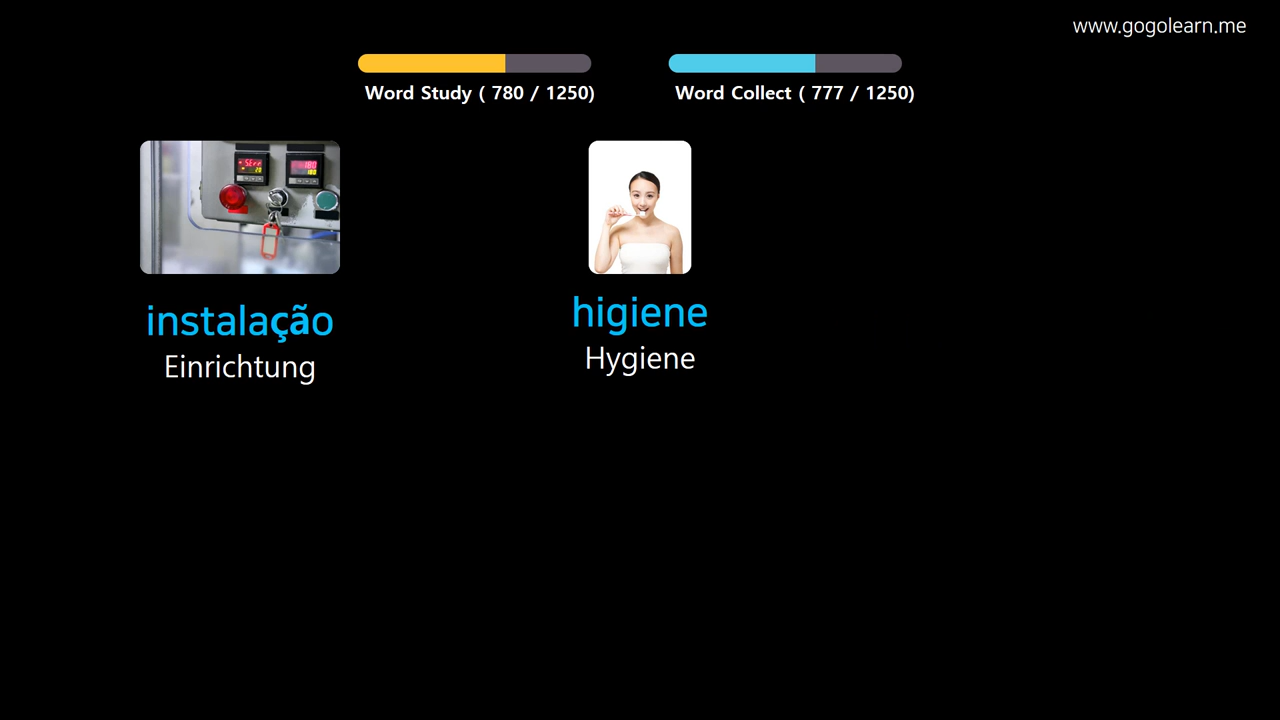 www.gogolearn.me
Word Study ( 780 / 1250)
Word Collect ( 777 / 1250)
instalação
Einrichtung
higiene
Hygiene